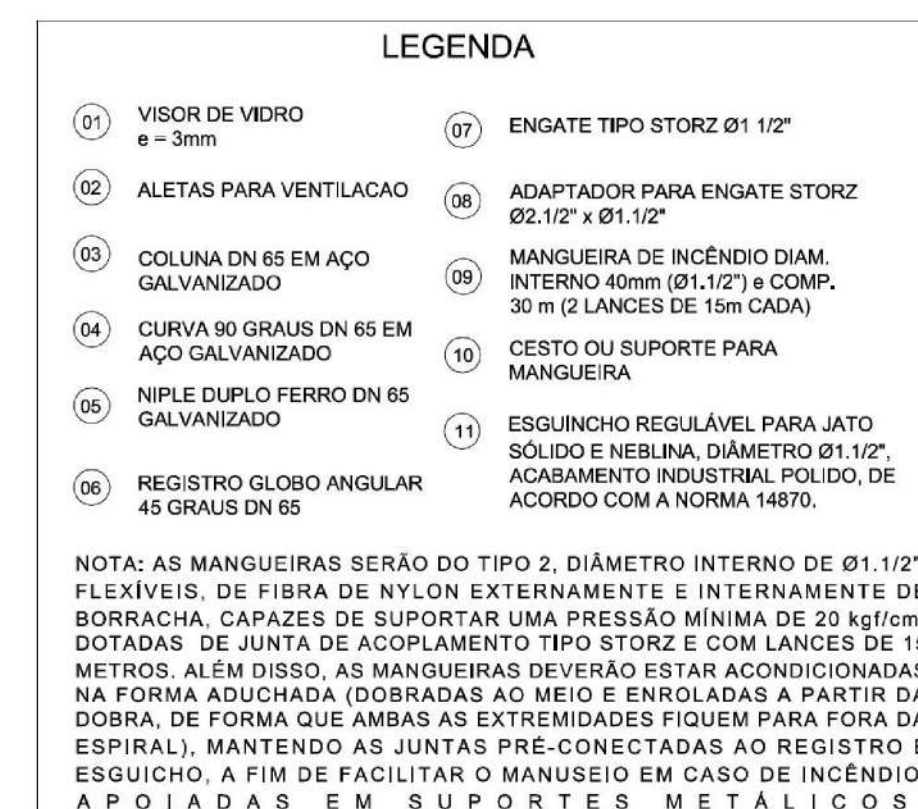 LEGENDA
01 VISOR DE VIDRO
e = 3mm
02 ALETAS PARA VENTILACAO
03 COLUNA DN 65 EM AÇO
GALVANIZADO
04 CURVA 90 GRAUS DN 65 EM
AÇO GALVANIZADO
05 NIPLE DUPLO FERRO DN 65
GALVANIZADO
06 REGISTRO GLOBO ANGULAR
45 GRAUS DN 65
07 ENGATE TIPO STORZ Ø1 1/2"
08 ADAPTADOR PARA ENGATE STORZ
Ø2.1/2" x Ø1.1/2"
09 MANGUEIRA DE INCÊNDIO DIAM.
INTERNO 40mm (Ø1.1/2") e COMP.
30 m (2 LANCES DE 15m CADA)
10 CESTO OU SUPORTE PARA
MANGUEIRA
11 ESGUINCHO REGULÁVEL PARA JATO
SÓLIDO E NEBLINA, DIÂMETRO Ø1.1/2",
ACABAMENTO INDUSTRIAL POLIDO, DE
ACORDO COM A NORMA 14870.
NOTA: AS MANGUEIRAS SERÃO DO TIPO 2, DIÂMETRO INTERNO DE Ø1.1/2"
FLEXÍVEIS, DE FIBRA DE NYLON EXTERNAMENTE E INTERNAMENTE DE
BORRACHA, CAPAZES DE SUPORTAR UMA PRESSÃO MÍNIMA DE 20 kgf/cm
DOTADAS DE JUNTA DE ACOPLAMENTO TIPO STORZ E COM LANCES DE 15
METROS. ALÉM DISSO, AS MANGUEIRAS DEVERÃO ESTAR ACONDICIONADAS
NA FORMA ADUCHADA (DOBRADAS AO MEIO E ENROLADAS A PARTIR DA
DOBRA, DE FORMA QUE AMBAS AS EXTREMIDADES FIQUEM PARA FORA DA
ESPIRAL), MANTENDO AS JUNTAS PRÉ-CONECTADAS AO REGISTRO E
ESGUICHO, A FIM DE FACILITAR O MANUSEIO EM CASO DE INCÊNDIO
APOIADAS EM SUPORTES METÁLICOS